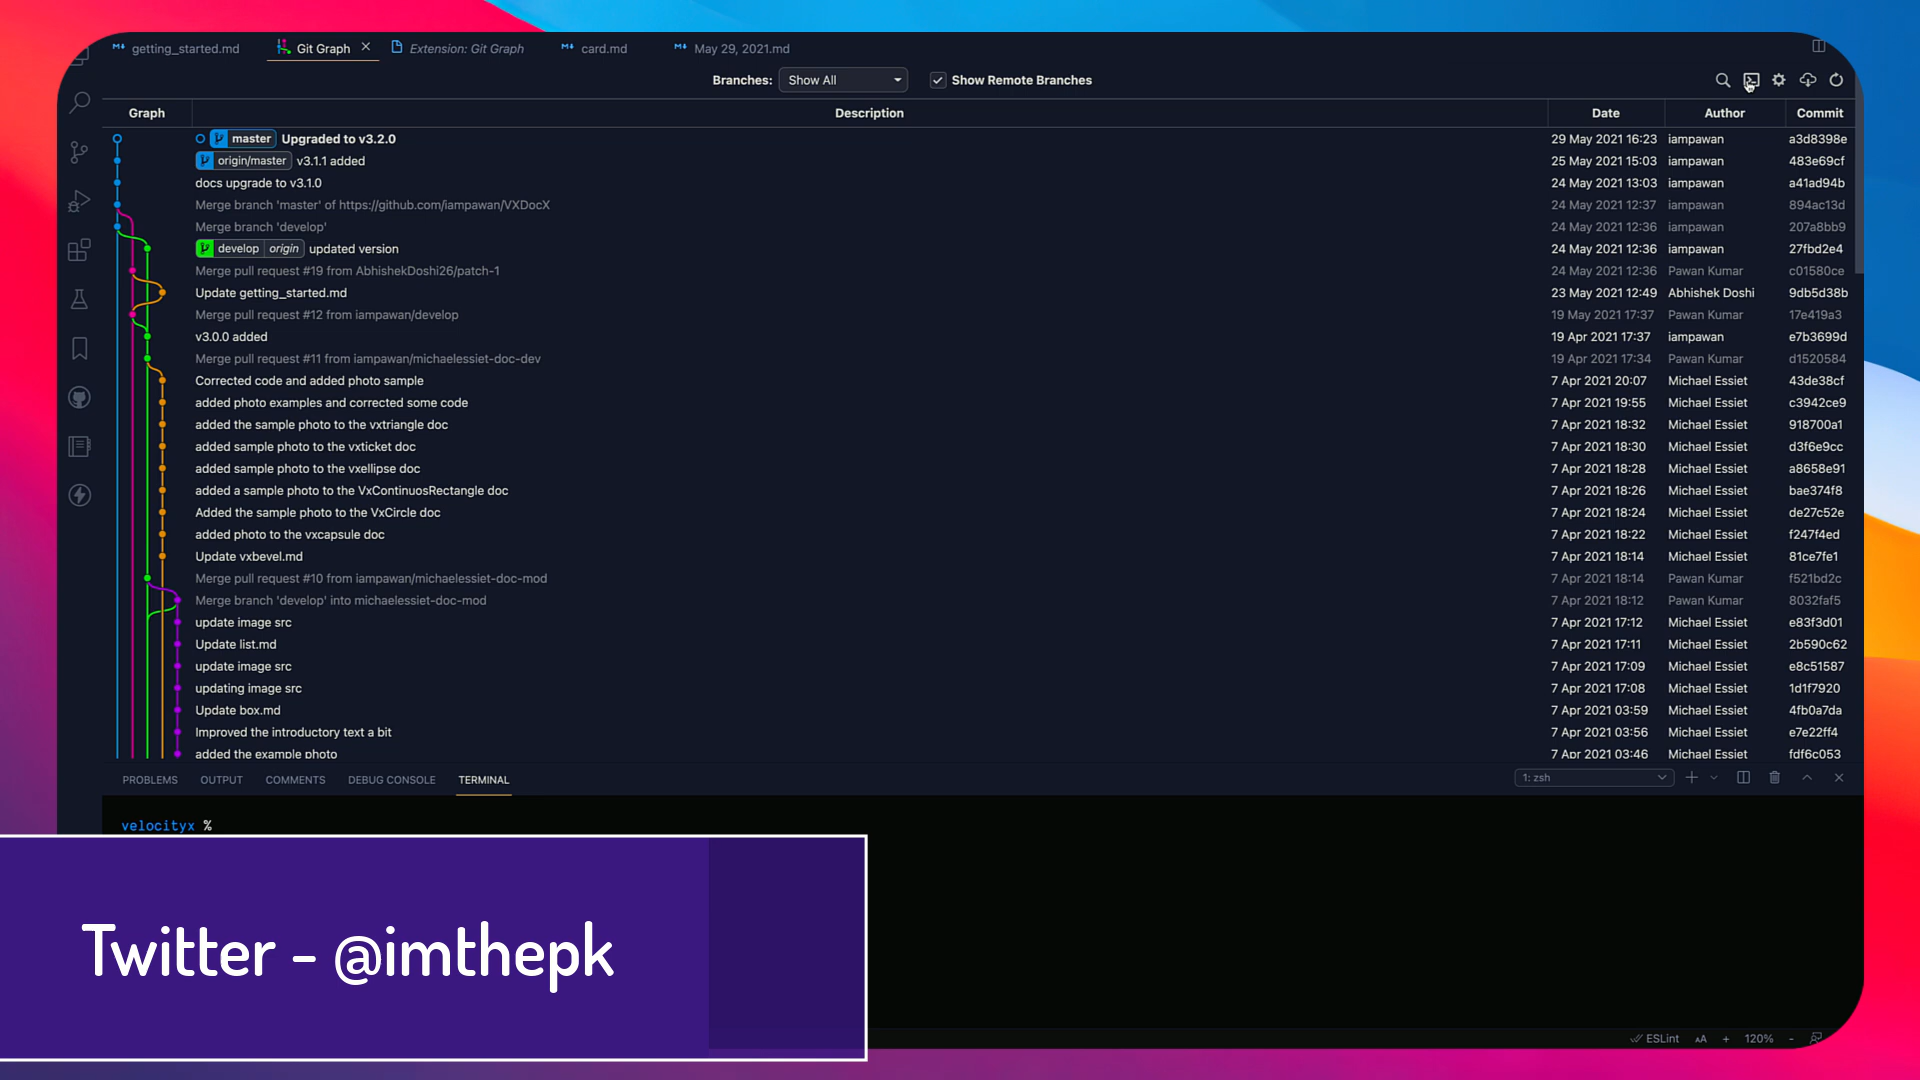 getting_started.md Git Graph Extension: Git Graph card.md May 29, 2021.md
Branches: Show All Show Remote Branches
Graph Description Date Author Commit
master Upgraded to v3.2.0 29 May 2021 16:23 iampawan a3d8398e
origin/master v3.1.1 added 25 May 2021 15:03 iampawan 483e69cf
docs upgrade to v3.1.0 24 May 2021 13:03 iampawan a41ad94b
Merge branch 'master' of https://github.com/iampawan/VXDocX 24 May 2021 12:37 iampawan 894ac13d
Merge branch 'develop' 24 May 2021 12:36 iampawan 207a8bb9
develop origin updated version 24 May 2021 12:36 iampawan 27fbd2e4
Merge pull request #19 from AbhishekDoshi26/patch-1 24 May 2021 12:36 Pawan Kumar c01580ce
Update getting_started.md 23 May 2021 12:49 Abhishek Doshi 9db5d38b
Merge pull request #12 from iampawan/develop 19 May 2021 17:37 Pawan Kumar 17e419a3
v3.0.0 added 19 Apr 2021 17:37 iampawan e7b3699d
Merge pull request #11 from iampawan/michaelessiet-doc-dev 19 Apr 2021 17:34 Pawan Kumar d1520584
Corrected code and added photo sample 7 Apr 2021 20:07 Michael Essiet 43de38cf
added photo examples and corrected some code 7 Apr 2021 19:55 Michael Essiet c3942ce9
added the sample photo to the vxtriangle doc 7 Apr 2021 18:32 Michael Essiet 918700a1
added sample photo to the vxticket doc 7 Apr 2021 18:30 Michael Essiet d3f6e9cc
added sample photo to the vxellipse doc 7 Apr 2021 18:28 Michael Essiet a8658e91
added a sample photo to the VxContinuosRectangle doc 7 Apr 2021 18:26 Michael Essiet bae374f8
Added the sample photo to the VxCircle doc 7 Apr 2021 18:24 Michael Essiet de27c52e
added photo to the vxcapsule doc 7 Apr 2021 18:22 Michael Essiet f247f4ed
Update vxbevel.md 7 Apr 2021 18:14 Michael Essiet 81ce7fe1
Merge pull request #10 from iampawan/michaelessiet-doc-mod 7 Apr 2021 18:14 Pawan Kumar f521bd2c
Merge branch 'develop' into michaelessiet-doc-mod 7 Apr 2021 18:12 Pawan Kumar 8032faf5
update image src 7 Apr 2021 17:12 Michael Essiet e83f3d01
Update list.md 7 Apr 2021 17:11 Michael Essiet 2b590c62
update image src 7 Apr 2021 17:09 Michael Essiet e8c51587
updating image src 7 Apr 2021 17:08 Michael Essiet 1d1f7920
Update box.md 7 Apr 2021 03:59 Michael Essiet 4fb0a7da
Improved the introductory text a bit 7 Apr 2021 03:56 Michael Essiet e7e22ff4
added the example photo 7 Apr 2021 03:46 Michael Essiet fdf6c053
PROBLEMS OUTPUT COMMENTS DEBUG CONSOLE TERMINAL 1: zsh
velocityx %
Twitter - @imthepk
ESLint AA + 120% -